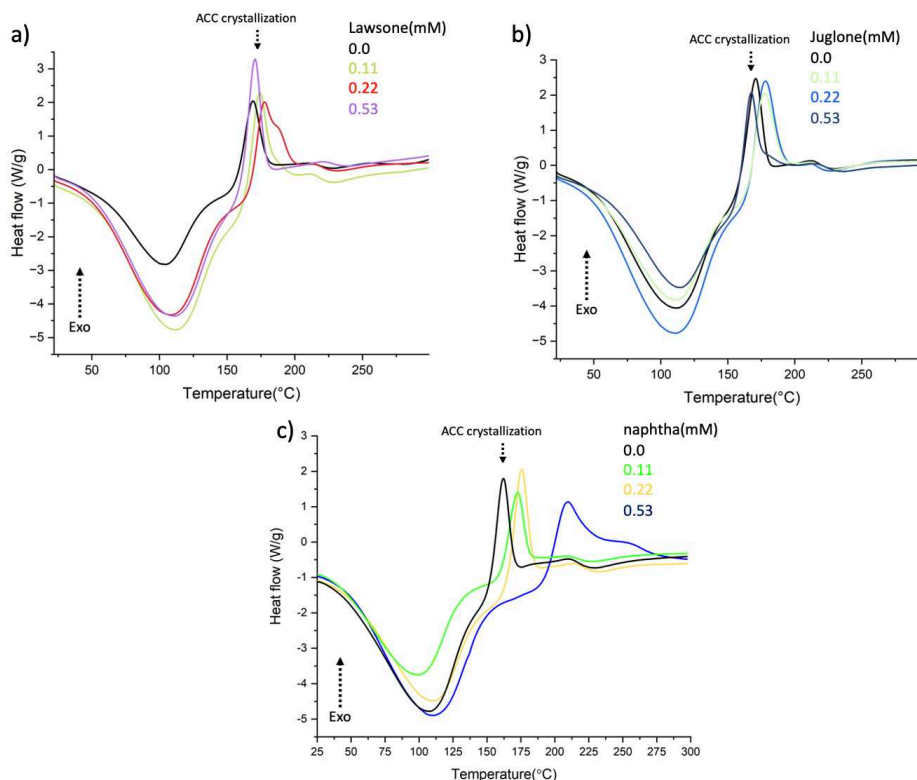 a)
ACC crystallization
Lawsone(mM)
0.0
0.11
0.22
0.53
3
2
1
0
−1
−2
−3
−4
−5
Heat flow (W/g)
Exo
50
100
150
200
250
Temperature(°C)
b)
ACC crystallization
Juglone(mM)
0.0
0.11
0.22
0.53
3
2
1
0
−1
−2
−3
−4
−5
Heat flow (W/g)
Exo
50
100
150
200
250
Temperature(°C)
c)
ACC crystallization
naphtha(mM)
0.0
0.11
0.22
0.53
3
2
1
0
-1
-2
-3
-4
-5
Heat flow (W/g)
Exo
25 50 75 100 125 150 175 200 225 250 275 300
Temperature(°C)